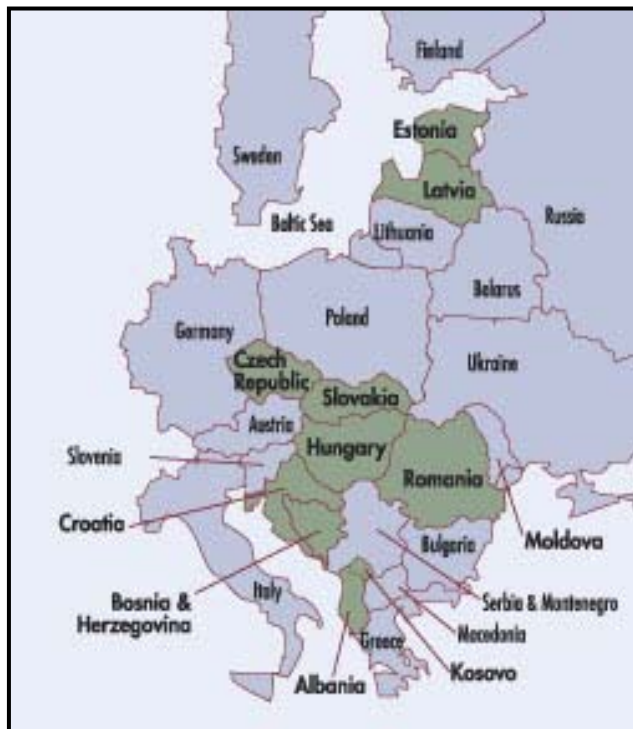 Finland
Estonia
Sweden
Latvia
Russia
Baltic Sea
Lithuania
Belarus
Germany
Poland
Ukraine
Czech
Republic
Slovakia
Austria
Slovenia
Hungary
Romania
Croatia
Moldova
Bulgaria
Bosnia &
Herzegovina
Italy
Serbia & Montenegro
Macedonia
Greece
Kosovo
Albania